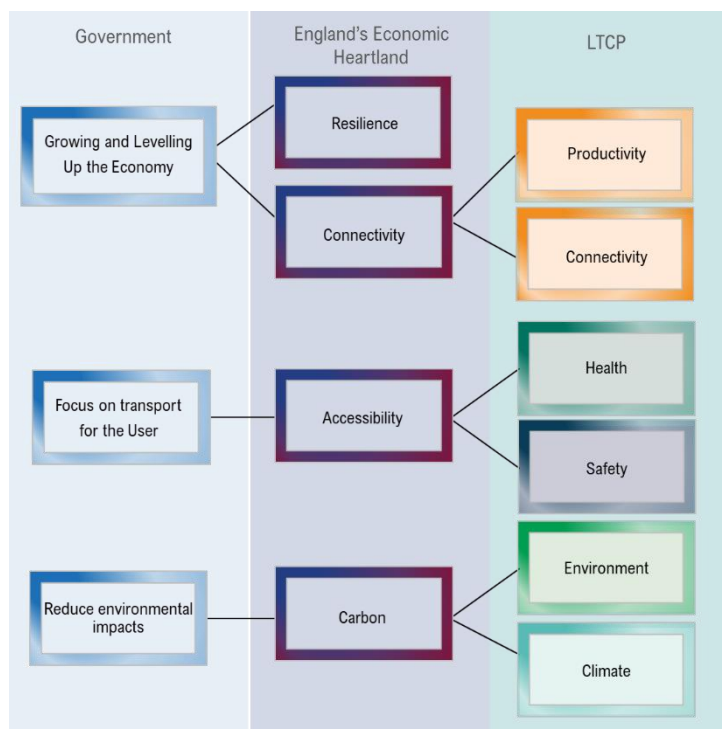 Government
England's Economic
Heartland
LTCP
Growing and Levelling
Up the Economy
Resilience
Connectivity
Productivity
Connectivity
Focus on transport
for the User
Accessibility
Health
Safety
Reduce environmental
impacts
Carbon
Environment
Climate